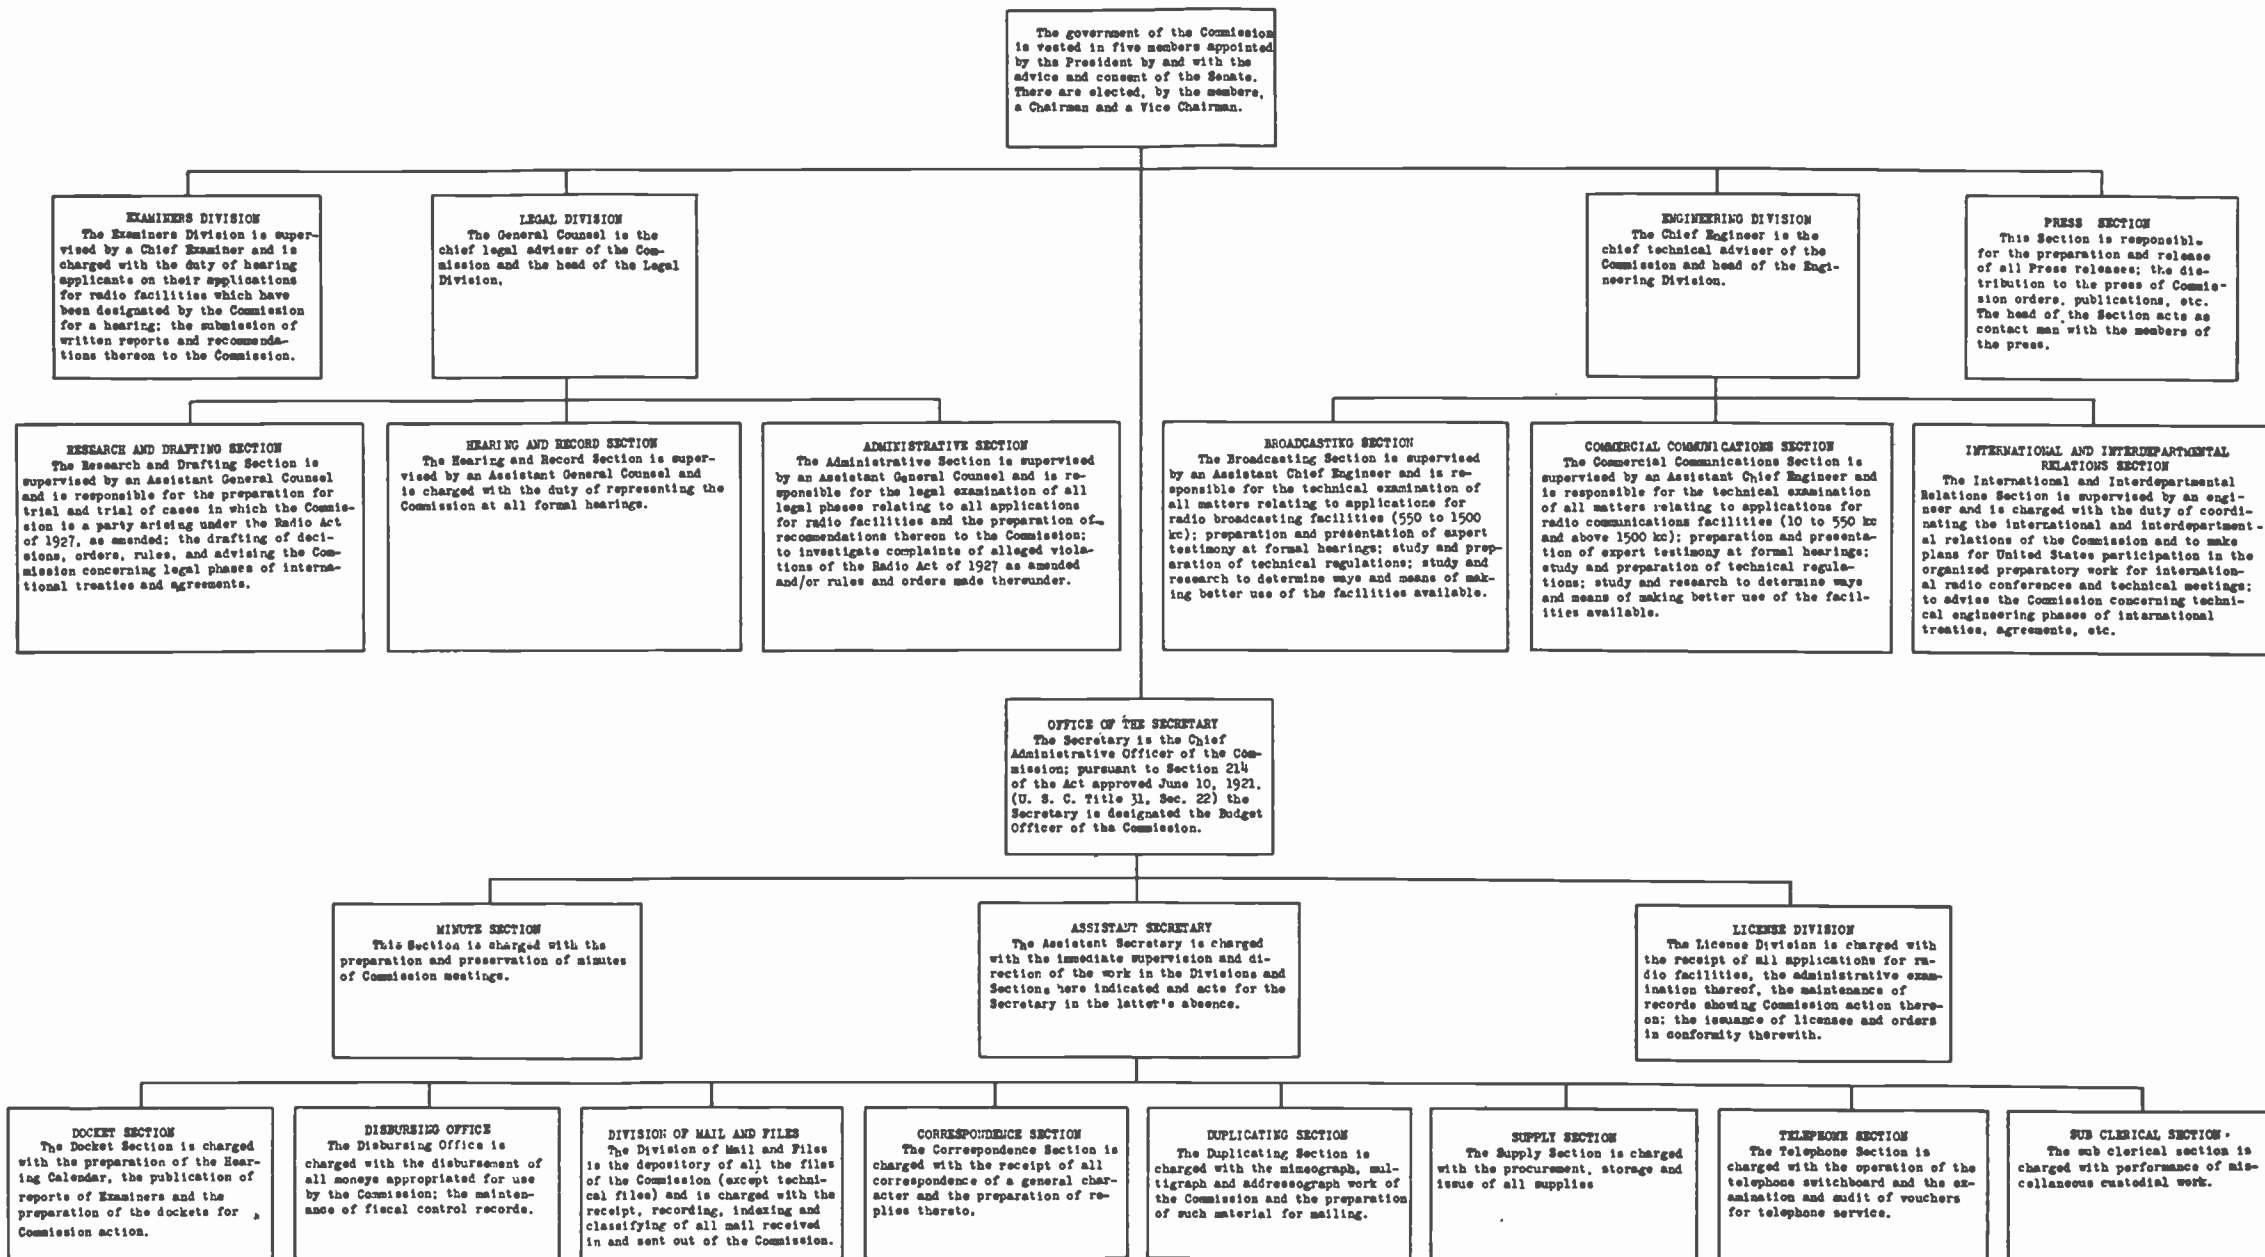 The government of the Commission
is vested in five members appointed
by the President by and with the
advice and consent of the Senate.
There are elected, by the members,
a Chairman and a Vice Chairman.
EXAMINERS DIVISION
The Examiners Division is super-
vised by a Chief Examiner and is
charged with the duty of hearing
applicants on their applications
for radio facilities which have
been designated by the Commission
for a hearing; the submission of
written reports and recommenda-
tions thereon to the Commission.
LEGAL DIVISION
The General Counsel is the
chief legal adviser of the Com-
mission and the head of the Legal
Division.
ENGINEERING DIVISION
The Chief Engineer is the
chief technical adviser of the
Commission and head of the Engi-
neering Division.
PRESS SECTION
This Section is responsible
for the preparation and release
of all Press releases; the dis-
tribution to the press of Commis-
sion orders, publications, etc.
The head of the Section acts as
contact man with the members of
the press.
RESEARCH AND DRAFTING SECTION
The Research and Drafting Section is
supervised by an Assistant General Counsel
and is responsible for the preparation for
trial and trial of cases in which the Commis-
sion is a party arising under the Radio Act
of 1927, as amended; the drafting of deci-
sions, orders, rules, and advising the Com-
mission concerning legal phases of interna-
tional treaties and agreements.
HEARING AND RECORD SECTION
The Hearing and Record Section is super-
vised by an Assistant General Counsel and
is charged with the duty of representing the
Commission at all formal hearings.
ADMINISTRATIVE SECTION
The Administrative Section is supervised
by an Assistant General Counsel and is re-
sponsible for the legal examination of all
legal phases relating to all applications
for radio facilities and the preparation of
recommendations thereon to the Commission;
to investigate complaints of alleged viola-
tions of the Radio Act of 1927 as amended
and/or rules and orders made thereunder.
BROADCASTING SECTION
The Broadcasting Section is supervised
by an Assistant Chief Engineer and is re-
sponsible for the technical examination of
all matters relating to applications for
radio broadcasting facilities (550 to 1500
kc); preparation and presentation of expert
testimony at formal hearings; study and prep-
aration of technical regulations; study and
research to determine ways and means of mak-
ing better use of the facilities available.
COMMERCIAL COMMUNICATIONS SECTION
The Commercial Communications Section is
supervised by an Assistant Chief Engineer and
is responsible for the technical examination
of all matters relating to applications for
radio communications facilities (10 to 550 kc
and above 1500 kc); preparation and presenta-
tion of expert testimony at formal hearings;
study and preparation of technical regula-
tions; study and research to determine ways
and means of making better use of the facil-
ities available.
INTERNATIONAL AND INTERDEPARTMENTAL
RELATIONS SECTION
The International and Interdepartmental
Relations Section is supervised by an engi-
neer and is charged with the duty of coordi-
nating the international and interdepartment-
al relations of the Commission and to make
plans for United States participation in the
organized preparatory work for internation-
al radio conferences and technical meetings;
to advise the Commission concerning techni-
cal engineering phases of international
treaties, agreements, etc.
OFFICE OF THE SECRETARY
The Secretary is the Chief
Administrative Officer of the Com-
mission; pursuant to Section 214
of the Act approved June 10, 1921,
(U. S. C. Title 31, Sec. 22) the
Secretary is designated the Budget
Officer of the Commission.
MINUTE SECTION
This Section is charged with the
preparation and preservation of minutes
of Commission meetings.
ASSISTANT SECRETARY
The Assistant Secretary is charged
with the immediate supervision and di-
rection of the work in the Divisions and
Sections here indicated and acts for the
Secretary in the latter's absence.
LICENSE DIVISION
The License Division is charged with
the receipt of all applications for ra-
dio facilities, the administrative exam-
ination thereof, the maintenance of
records showing Commission action there-
on; the issuance of licenses and orders
in conformity therewith.
DOCKET SECTION
The Docket Section is charged
with the preparation of the Hear-
ing Calendar, the publication of
reports of Examiners and the
preparation of the dockets for
Commission action.
DISBURSING OFFICE
The Disbursing Office is
charged with the disbursement of
all moneys appropriated for use
by the Commission; the mainten-
ance of fiscal control records.
DIVISION OF MAIL AND FILES
The Division of Mail and Files
is the depository of all the files
of the Commission (except techni-
cal files) and is charged with the
receipt, recording, indexing and
classifying of all mail received
in and sent out of the Commission.
CORRESPONDENCE SECTION
The Correspondence Section is
charged with the receipt of all
correspondence of a general char-
acter and the preparation of re-
plies thereto.
DUPLICATING SECTION
The Duplicating Section is
charged with the mimeograph, mul-
tigraph and addressograph work of
the Commission and the preparation
of such material for mailing.
SUPPLY SECTION
The Supply Section is charged
with the procurement, storage and
issue of all supplies
TELEPHONE SECTION
The Telephone Section is
charged with the operation of the
telephone switchboard and the ex-
amination and audit of vouchers
for telephone service.
SUB CLERICAL SECTION
The sub clerical section is
charged with performance of mis-
cellaneous custodial work.